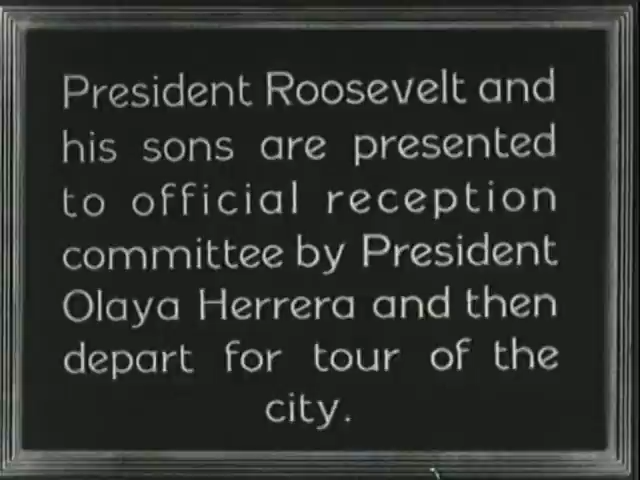 President Roosevelt and
his sons are presented
to official reception
committee by President
Olaya Herrera and then
depart for tour of the
city.